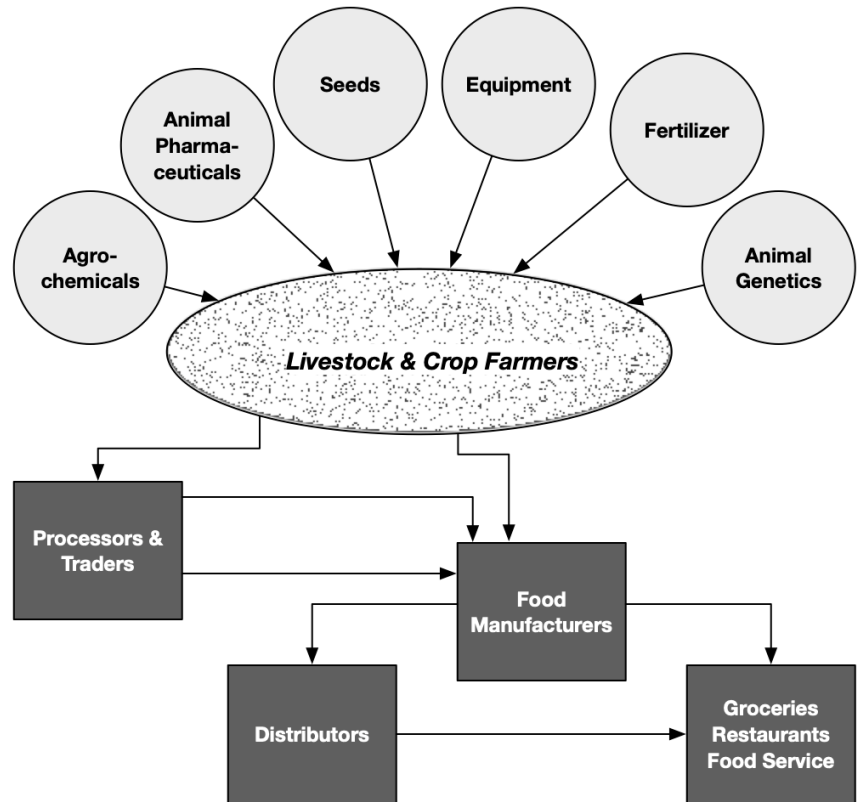 Seeds
Equipment
Animal
Pharma-
ceuticals
Fertilizer
Agro-
chemicals
Animal
Genetics
Livestock & Crop Farmers
Processors &
Traders
Food
Manufacturers
Distributors
Groceries
Restaurants
Food Service